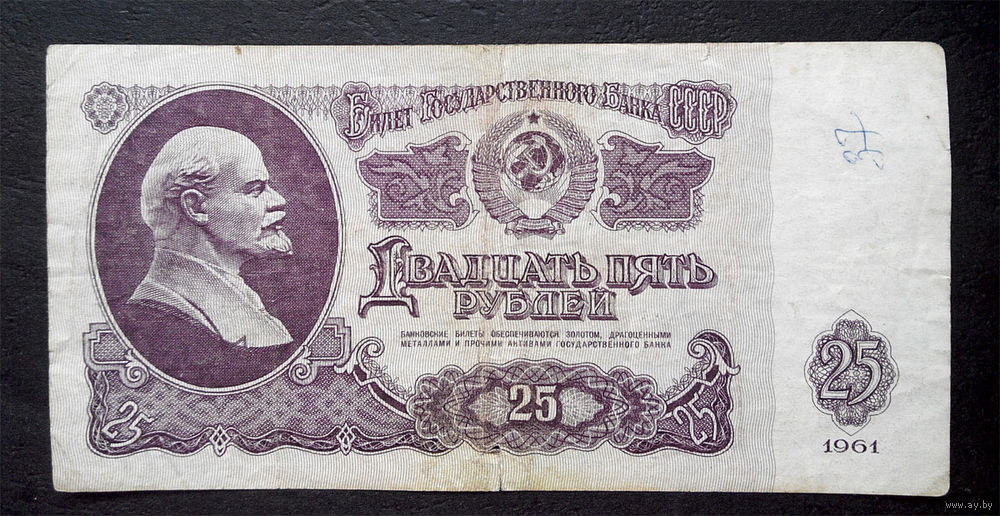 Билет Государственного Банка СССР
37
Двадцать пять
рублей
БАНКОВСКИЕ БИЛЕТЫ ОБЕСПЕЧИВАЮТСЯ ЗОЛОТОМ, ДРАГОЦЕННЫМИ
МЕТАЛЛАМИ И ПРОЧИМИ АКТИВАМИ ГОСУДАРСТВЕННОГО БАНКА
25
25
25
25
1961
www.ay.by